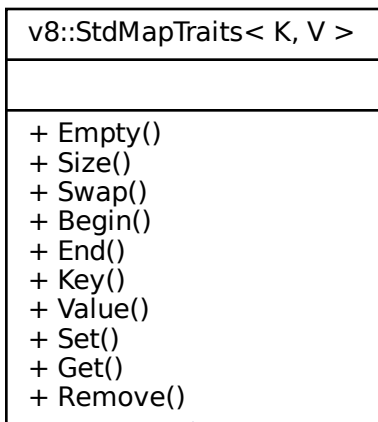 v8::StdMapTraits< K, V >
+ Empty()
+ Size()
+ Swap()
+ Begin()
+ End()
+ Key()
+ Value()
+ Set()
+ Get()
+ Remove()